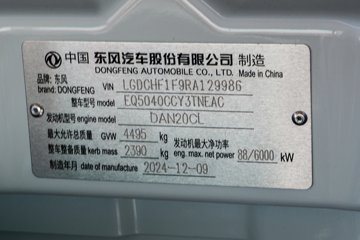 中国 东风汽车股份有限公司 制造
DONGFENG AUTOMOBILE CO., LTD. Made in China
品牌: 东风
brand: DONGFENG VIN LGDCHF1F9RA129986
整车型号 model EQ5040CCY3TNEAC
发动机型号 engine model DAN20CL
最大允许总质量 GVW 4495 kg 发动机最大净功率
整车整备质量 kerb mass 2390 kg eng. max. net power 88/6000 kW
制造年月 date of manufacture 2024-12-09